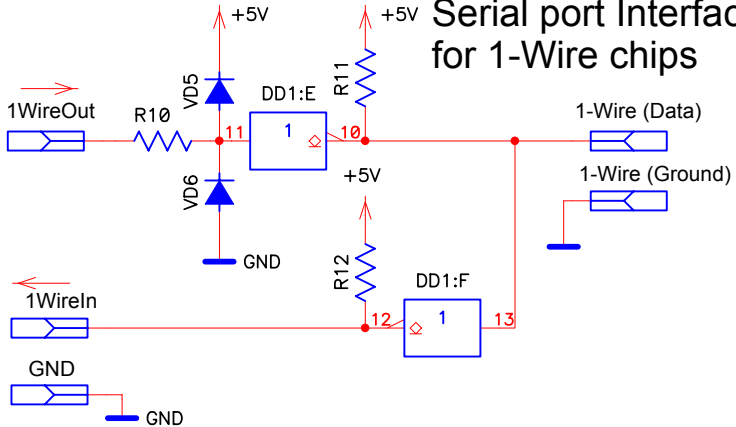 +5V
+5V
Serial port Interfac
for 1-Wire chips
VD5
R11
DD1:E
1WireOut
R10
11
1
10
1-Wire (Data)
+5V
1-Wire (Ground)
VD6
GND
R12
DD1:F
1WireIn
12
1
13
GND
GND